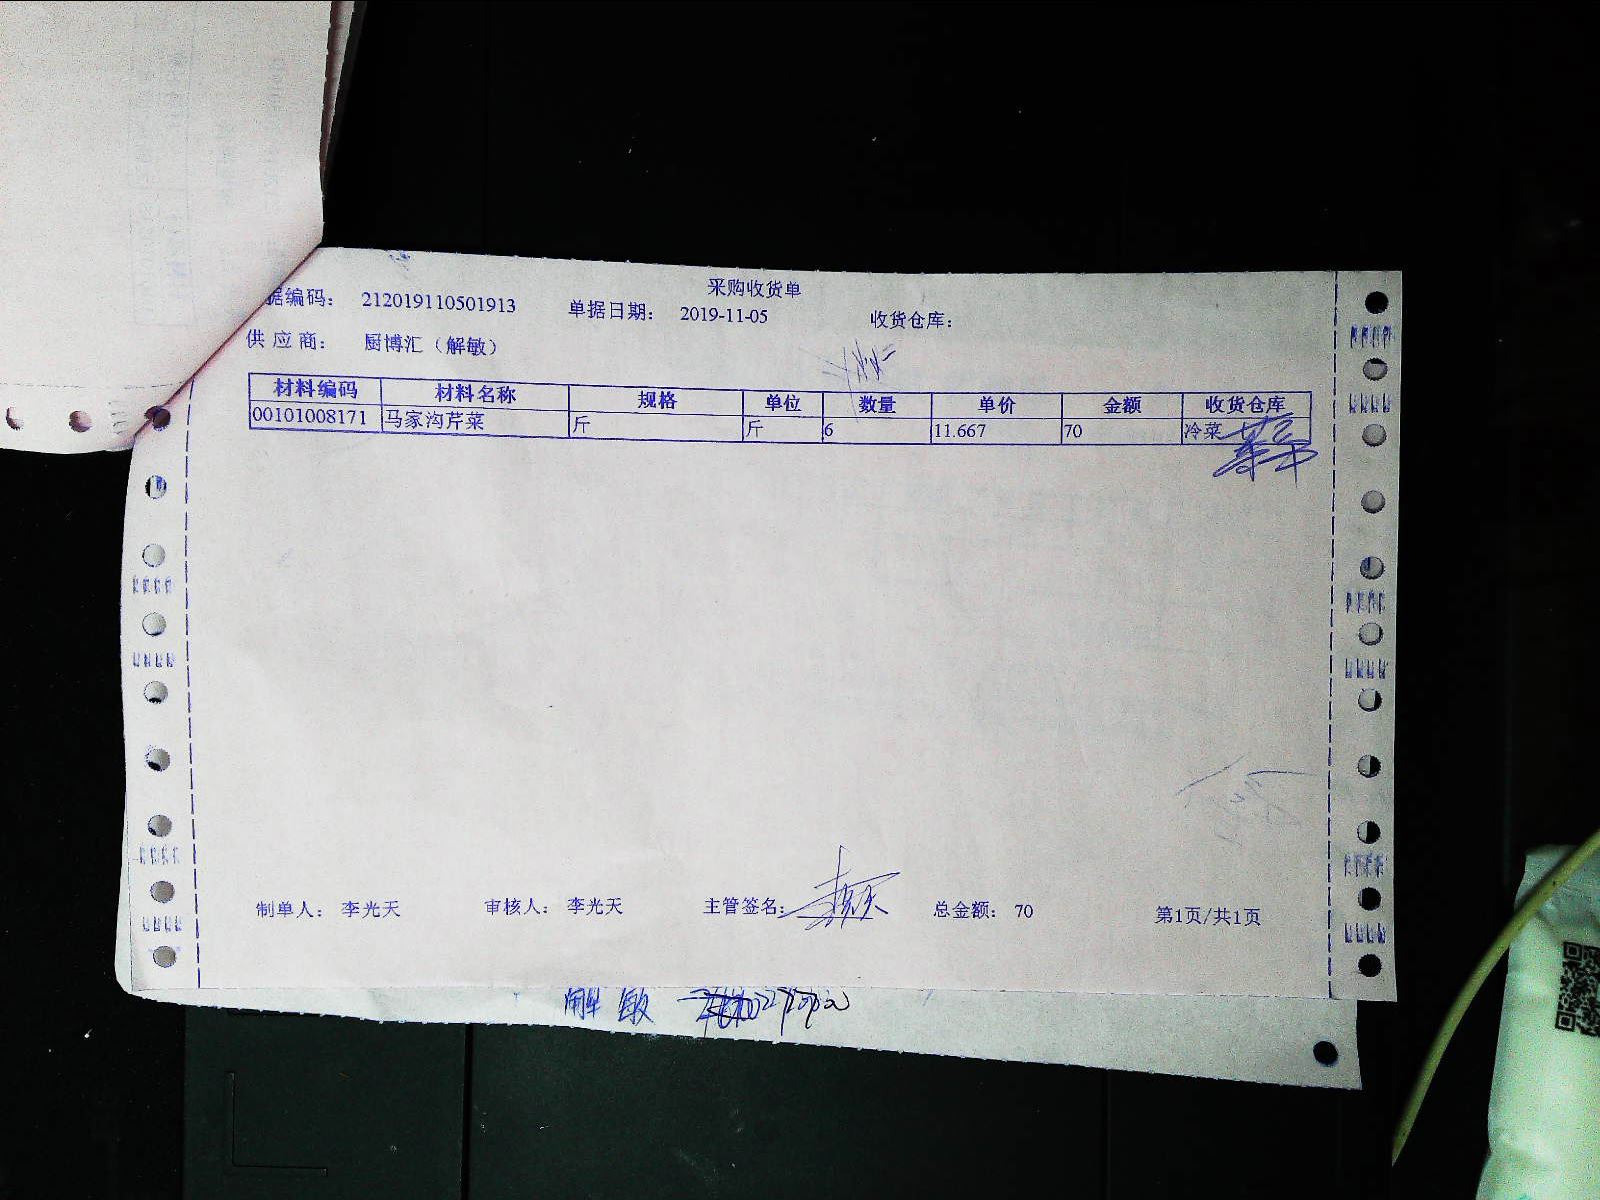 采购收货单
据编码: 212019110501913 单据日期: 2019-11-05 收货仓库:
供应商: 厨博汇（解敏）
材料编码 材料名称 规格 单位 数量 单价 金额 收货仓库
00101008171 马家沟芹菜 斤 斤 6 11.667 70 冷菜
制单人: 李光天 审核人: 李光天 主管签名: 总金额: 70 第1页/共1页
解敏